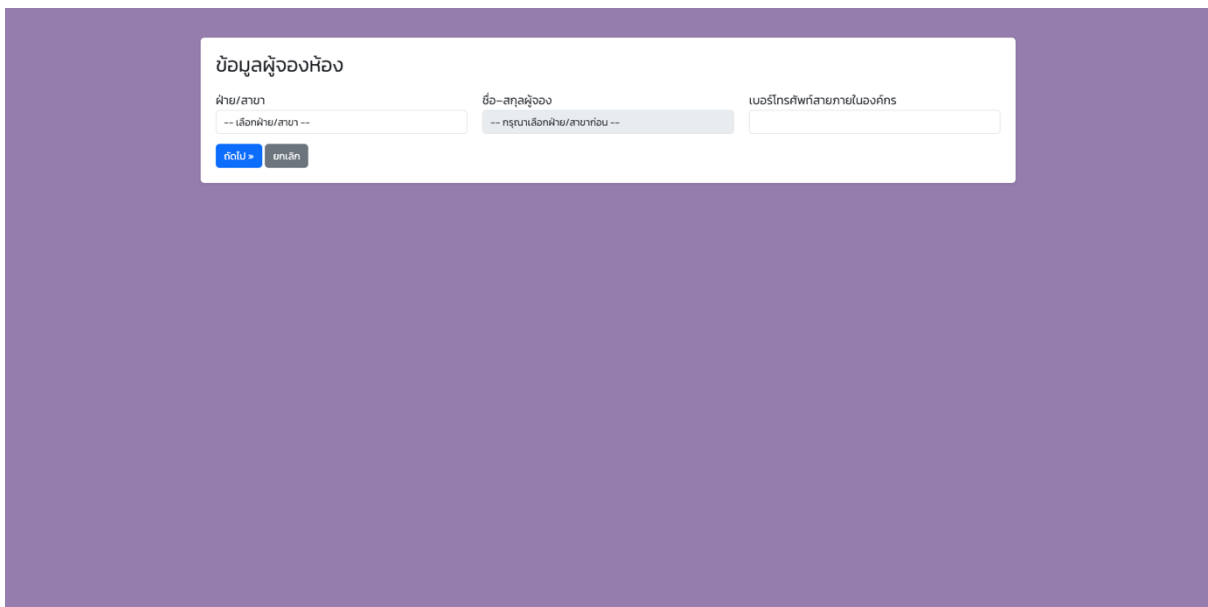 ข้อมูลผู้จองห้อง
ฝ่าย/สาขา
ชื่อ-สกุลผู้จอง
เบอร์โทรศัพท์สายภายในองค์กร
-- เลือกฝ่าย/สาขา --
-- กรุณาเลือกฝ่าย/สาขาก่อน --
ถัดไป »
ยกเลิก